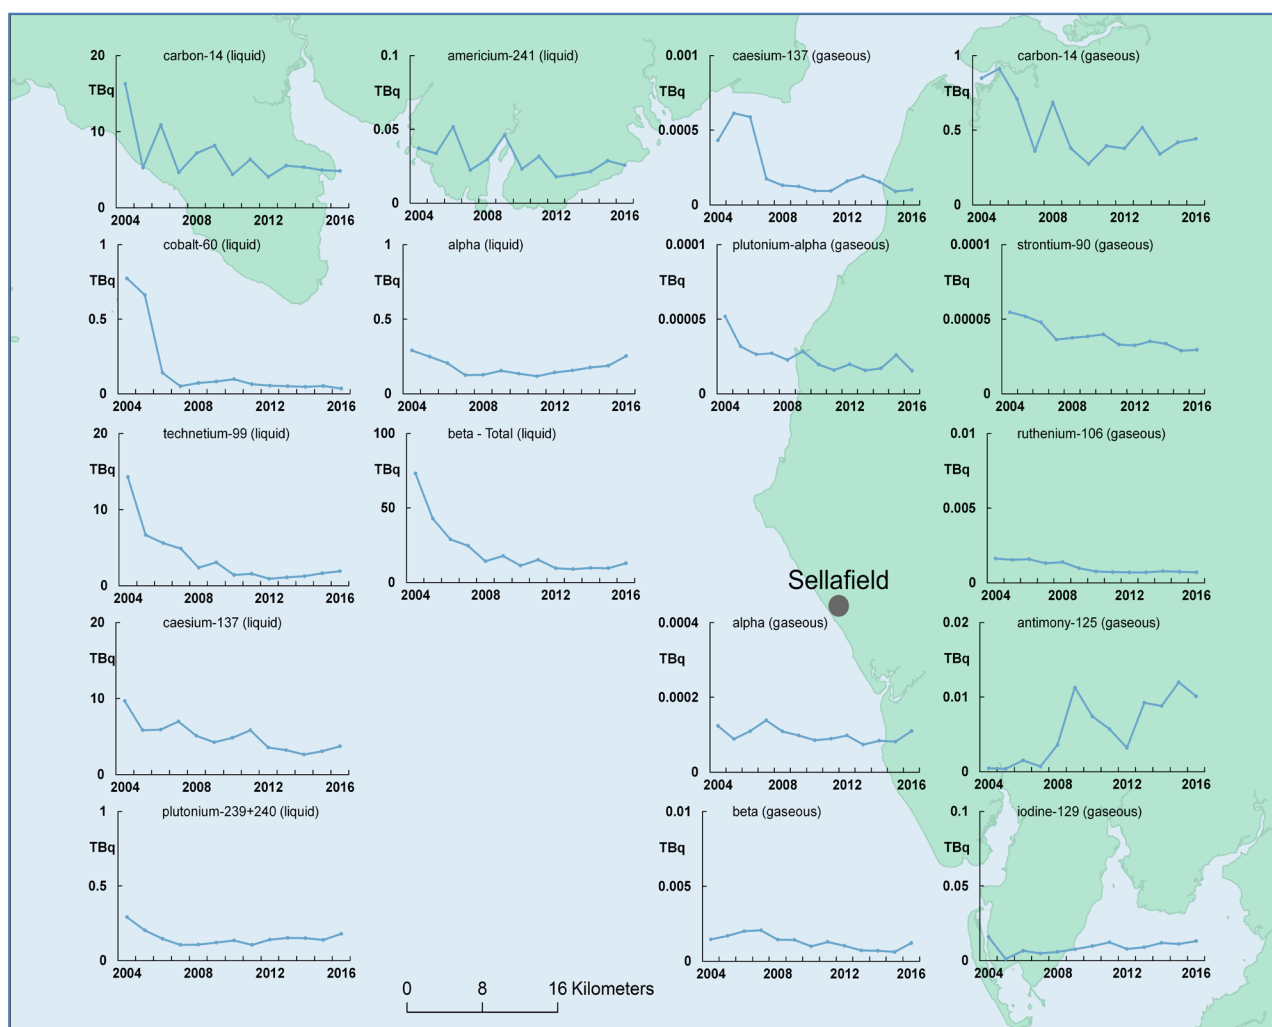 carbon-14 (liquid)
20
TBq
10
0
2004 2008 2012 2016
americium-241 (liquid)
0.1
TBq
0.05
0
2004 2008 2012 2016
caesium-137 (gaseous)
0.001
TBq
0.0005
0
2004 2008 2012 2016
carbon-14 (gaseous)
1
TBq
0.5
0
2004 2008 2012 2016
cobalt-60 (liquid)
1
TBq
0.5
0
2004 2008 2012 2016
alpha (liquid)
1
TBq
0.5
0
2004 2008 2012 2016
plutonium-alpha (gaseous)
0.0001
TBq
0.00005
0
2004 2008 2012 2016
strontium-90 (gaseous)
0.0001
TBq
0.00005
0
2004 2008 2012 2016
technetium-99 (liquid)
20
TBq
10
0
2004 2008 2012 2016
beta - Total (liquid)
100
TBq
50
0
2004 2008 2012 2016
ruthenium-106 (gaseous)
0.01
TBq
0.005
0
2004 2008 2012 2016
Sellafield
caesium-137 (liquid)
20
TBq
10
0
2004 2008 2012 2016
alpha (gaseous)
0.0004
TBq
0.0002
0
2004 2008 2012 2016
antimony-125 (gaseous)
0.02
TBq
0.01
0
2004 2008 2012 2016
plutonium-239+240 (liquid)
1
TBq
0.5
0
2004 2008 2012 2016
beta (gaseous)
0.01
TBq
0.005
0
2004 2008 2012 2016
iodine-129 (gaseous)
0.1
TBq
0.05
0
2004 2008 2012 2016
0 8 16 Kilometers